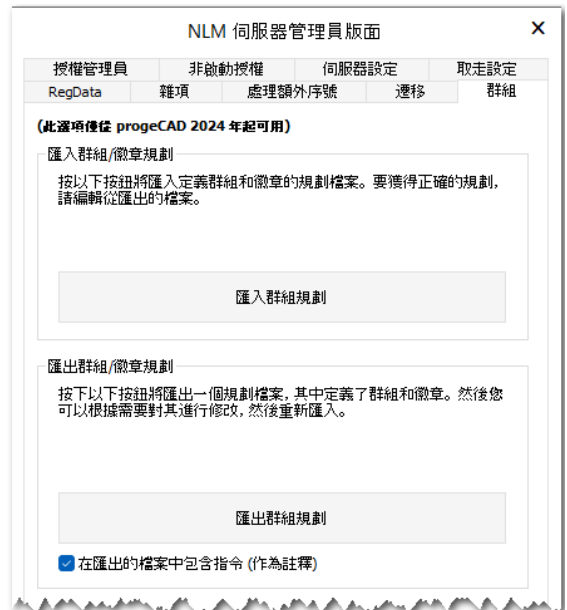 NLM 伺服器管理員版面
授權管理員 非啟動授權 伺服器設定 取走設定
RegData 雜項 處理額外序號 遷移 群組
(此選項僅從 progeCAD 2024 年起可用)
匯入群組/徽章規劃
按以下按鈕將匯入定義群組和徽章的規劃檔案。要獲得正確的規劃,
請編輯從匯出的檔案。
匯入群組規劃
匯出群組/徽章規劃
按下以下按鈕將匯出一個規劃檔案, 其中定義了群組和徽章。然後您
可以根據需要對其進行修改, 然後重新匯入。
匯出群組規劃
在匯出的檔案中包含指令 (作為註釋)